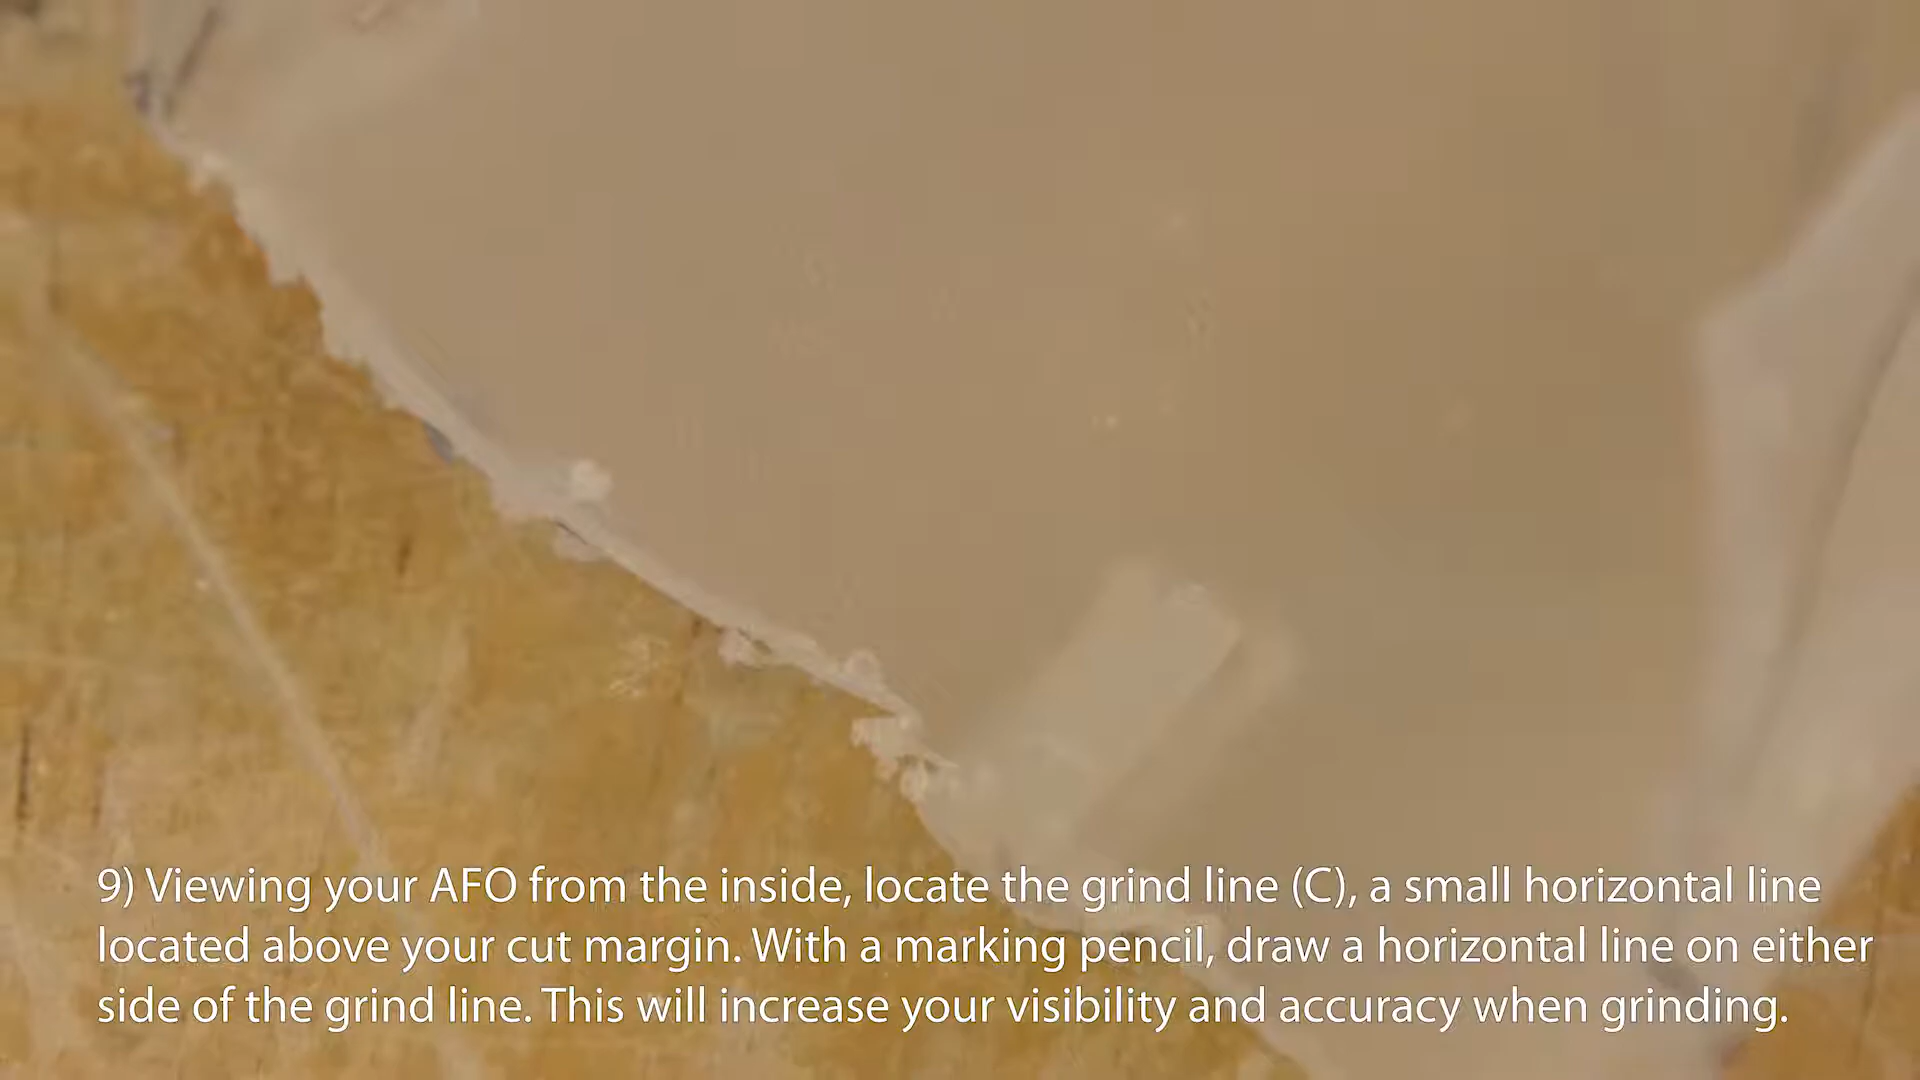 9) Viewing your AFO from the inside, locate the grind line (C), a small horizontal line
located above your cut margin. With a marking pencil, draw a horizontal line on either
side of the grind line. This will increase your visibility and accuracy when grinding.